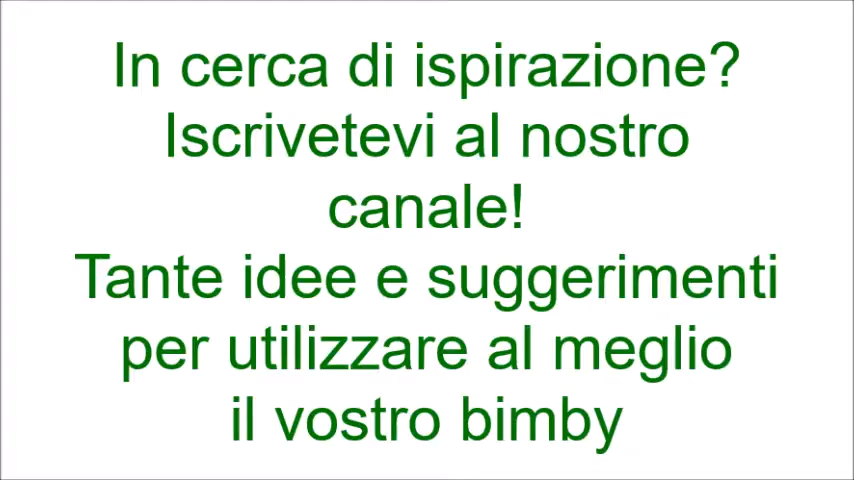 In cerca di ispirazione?
Iscrivetevi al nostro
canale!
Tante idee e suggerimenti
per utilizzare al meglio
il vostro bimby